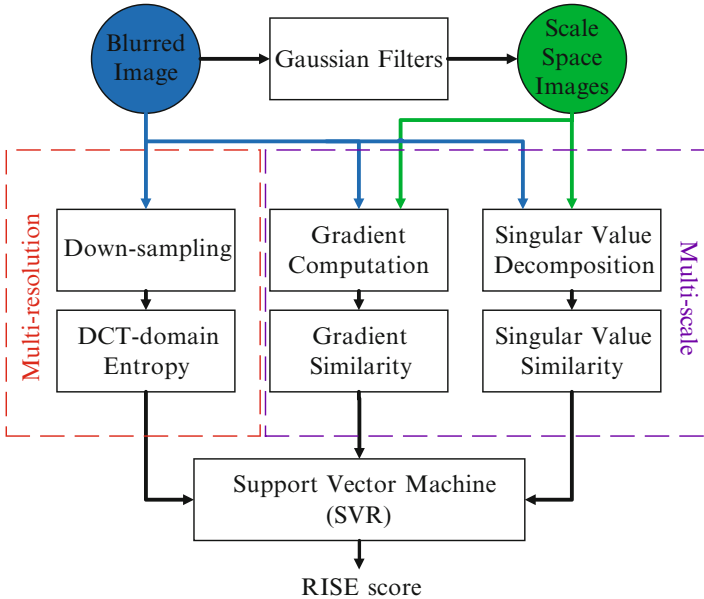 Blurred
Image
Gaussian Filters
Scale
Space
Images
Multi-resolution
Down-sampling
DCT-domain
Entropy
Gradient
Computation
Gradient
Similarity
Singular Value
Decomposition
Singular Value
Similarity
Multi-scale
Support Vector Machine
(SVR)
RISE score